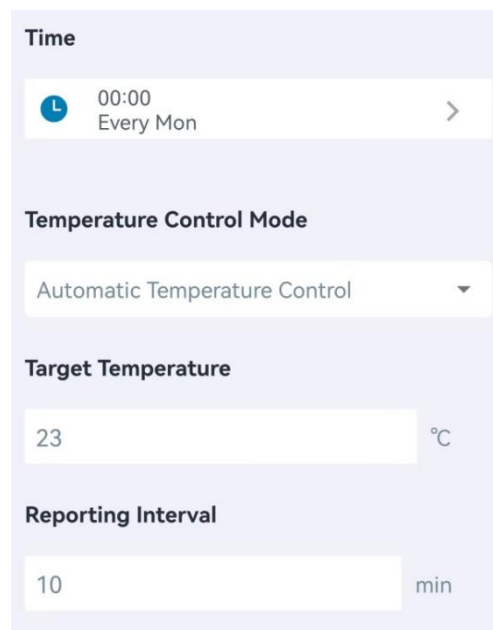 Time
00:00
Every Mon
Temperature Control Mode
Automatic Temperature Control
Target Temperature
23
℃
Reporting Interval
10
min